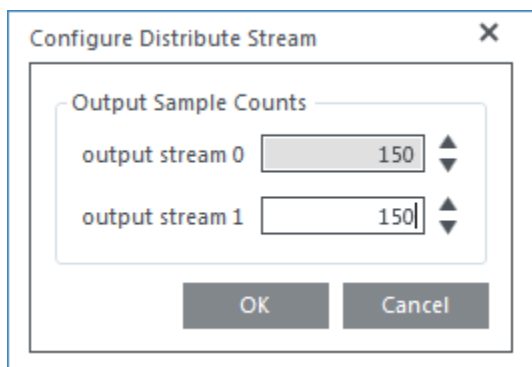 Configure Distribute Stream
Output Sample Counts
output stream 0 150
output stream 1 150
OK Cancel